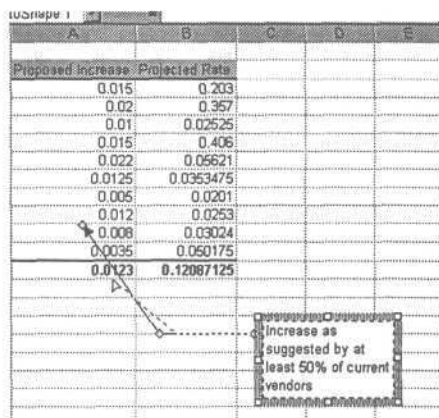 toShape 1
A B C D E
Proposed Increase Projected Rate
0.015 0.203
0.02 0.357
0.01 0.02525
0.015 0.406
0.022 0.05621
0.0125 0.0353475
0.005 0.0201
0.012 0.0253
0.008 0.03024
0.0035 0.050175
0.0123 0.12087125
Increase as
suggested by at
least 50% of current
vendors